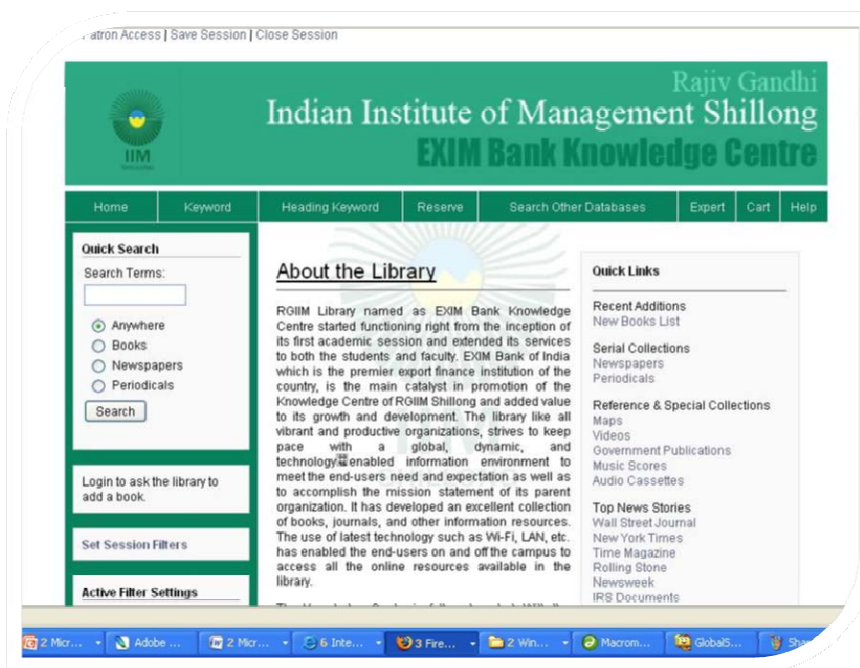 Patron Access | Save Session | Close Session
Rajiv Gandhi
Indian Institute of Management Shillong
EXIM Bank Knowledge Centre
IIM
Home Keyword Heading Keyword Reserve Search Other Databases Expert Cart Help
Quick Search
Search Terms:
Anywhere
Books
Newspapers
Periodicals
Search
Login to ask the library to
add a book.
Set Session Filters
Active Filter Settings
About the Library
RGIIM Library named as EXIM Bank Knowledge
Centre started functioning right from the inception of
its first academic session and extended its services
to both the students and faculty. EXIM Bank of India
which is the premier export finance institution of the
country, is the main catalyst in promotion of the
Knowledge Centre of RGIIM Shillong and added value
to its growth and development. The library like all
vibrant and productive organizations, strives to keep
pace with a global, dynamic, and
technology enabled information environment to
meet the end-users need and expectation as well as
to accomplish the mission statement of its parent
organization. It has developed an excellent collection
of books, journals, and other information resources.
The use of latest technology such as Wi-Fi, LAN, etc.
has enabled the end-users on and off the campus to
access all the online resources available in the
library.
Quick Links
Recent Additions
New Books List
Serial Collections
Newspapers
Periodicals
Reference & Special Collections
Maps
Videos
Government Publications
Music Scores
Audio Cassettes
Top News Stories
Wall Street Journal
New York Times
Time Magazine
Rolling Stone
Newsweek
IRS Documents
2 Micr... Adobe ... 2 Micr... 6 Inte... 3 Fire... 2 Win... Macrom... GlobalS...